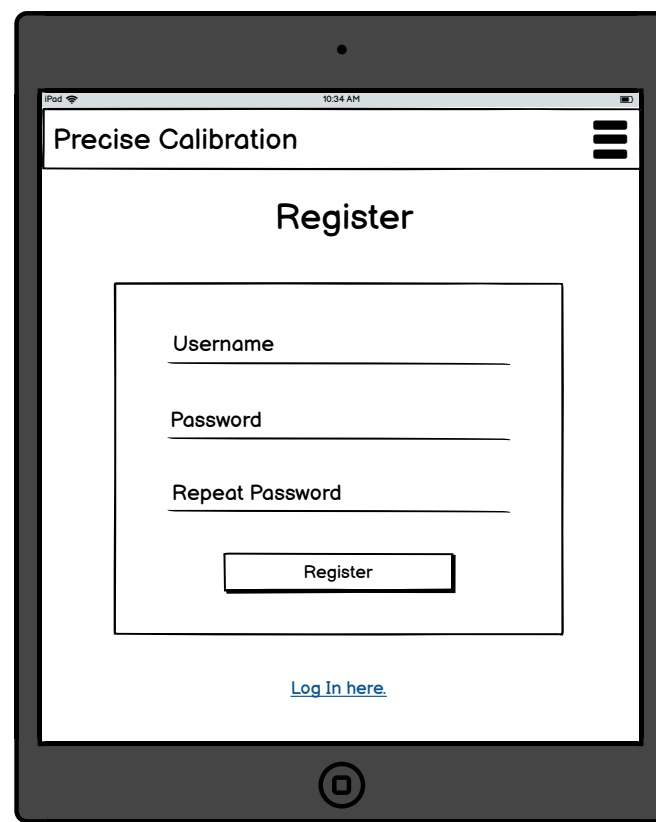 iPad
10:34 AM
Precise Calibration
Register
Username
Password
Repeat Password
Register
Log In here.